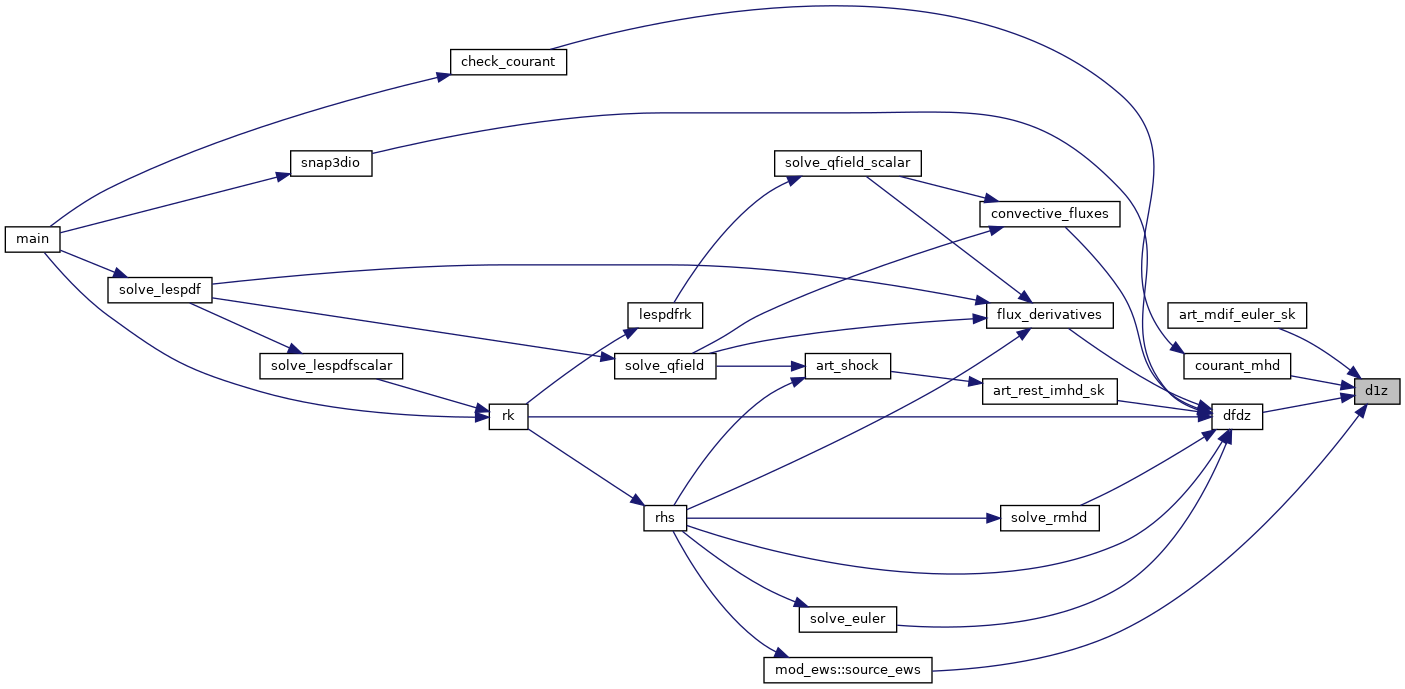 check_courant
snap3dio
solve_qfield_scalar
convective_fluxes
main
solve_lespdf
lespdfrk
flux_derivatives
art_mdif_euler_sk
solve_lespdfscalar
solve_qfield
art_shock
courant_mhd
art_rest_imhd_sk
d1z
rk
dfdz
rhs
solve_rmhd
solve_euler
mod_ews::source_ews